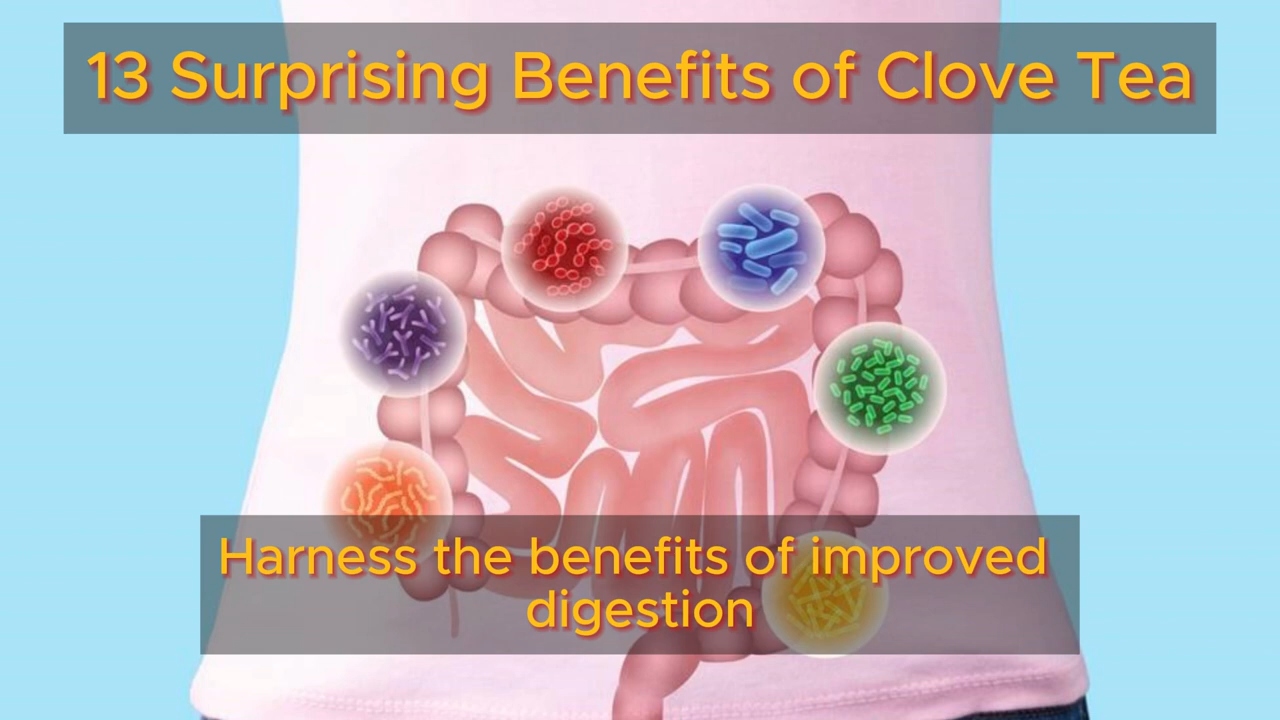 13 Surprising Benefits of Clove Tea
Harness the benefits of improved
digestion